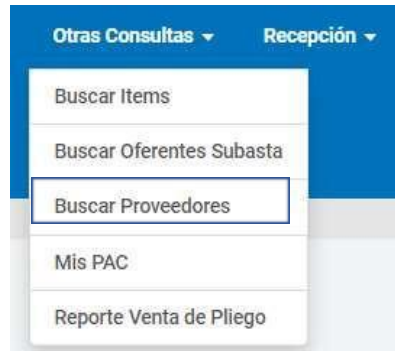 Otras Consultas Recepción
Buscar Items
Buscar Oferentes Subasta
Buscar Proveedores
Mis PAC
Reporte Venta de Pliego